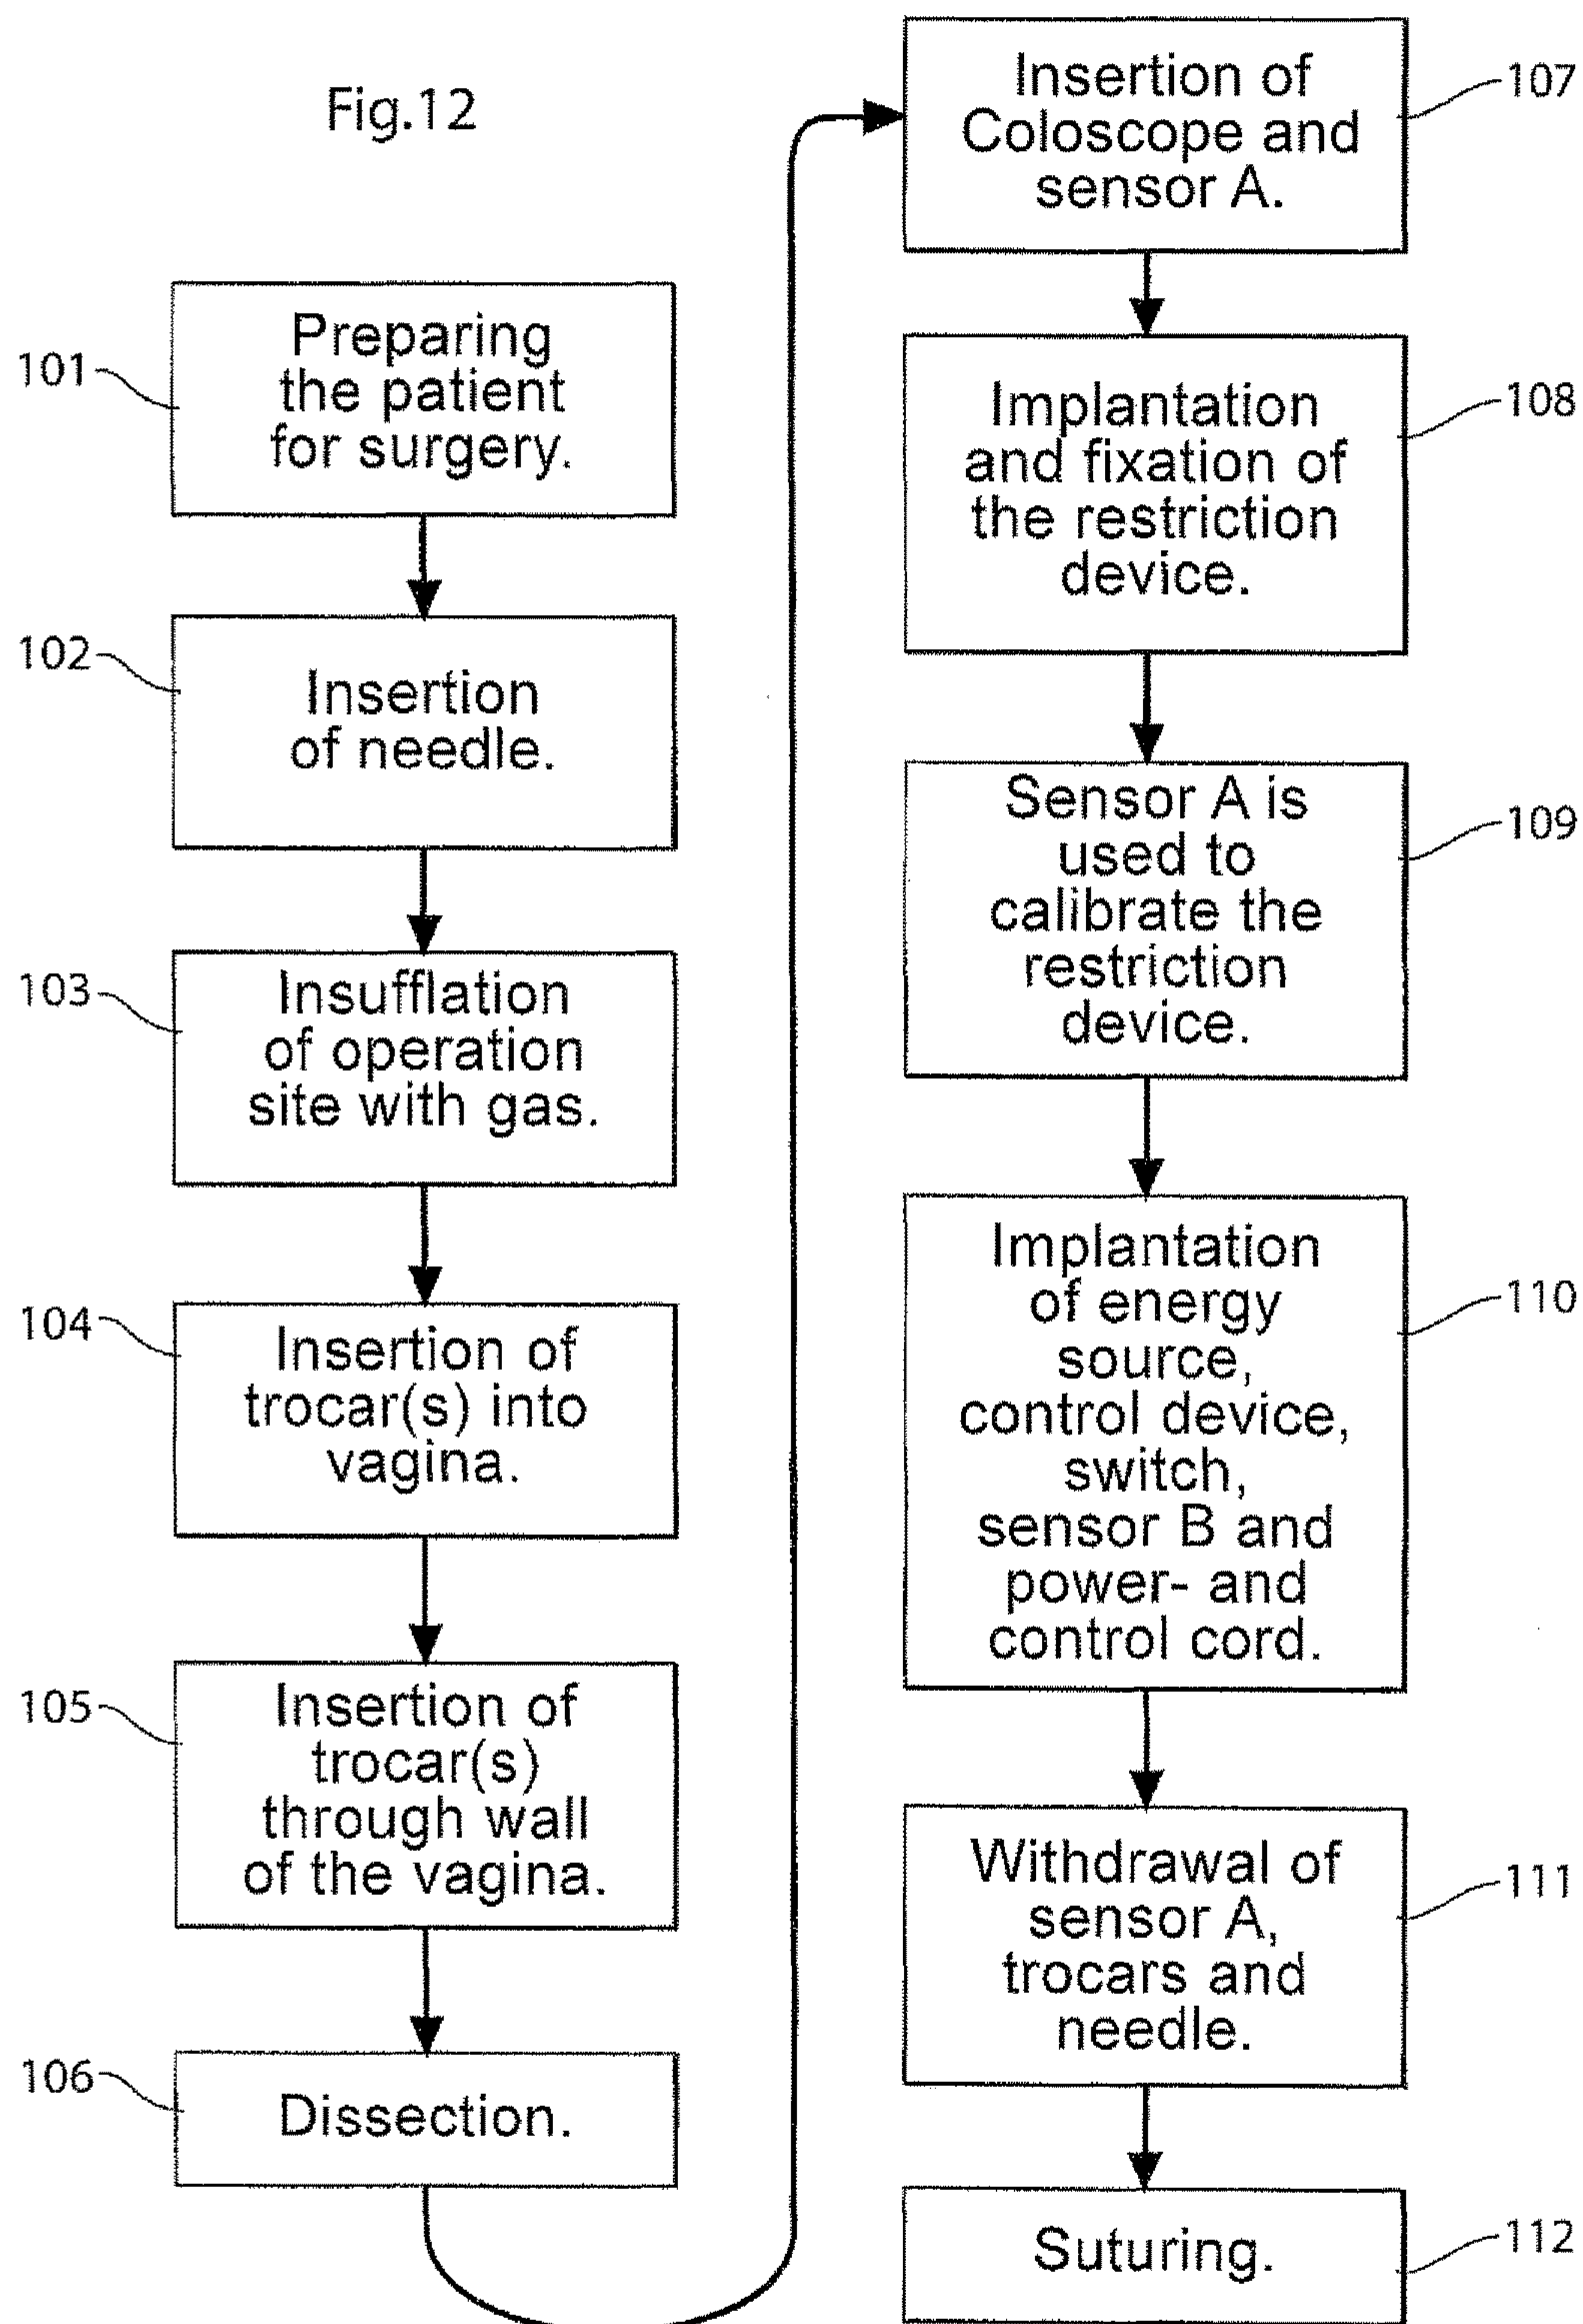 Fig.12
101
Preparing
the patient
for surgery.
102
Insertion
of needle.
103
Insufflation
of operation
site with gas.
104
Insertion of
trocar(s) into
vagina.
105
Insertion of
trocar(s)
through wall
of the vagina.
106
Dissection.
107
Insertion of
Coloscope and
sensor A.
108
Implantation
and fixation of
the restriction
device.
109
Sensor A is
used to
calibrate the
restriction
device.
110
Implantation
of energy
source,
control device,
switch,
sensor B and
power- and
control cord.
111
Withdrawal of
sensor A,
trocars and
needle.
112
Suturing.